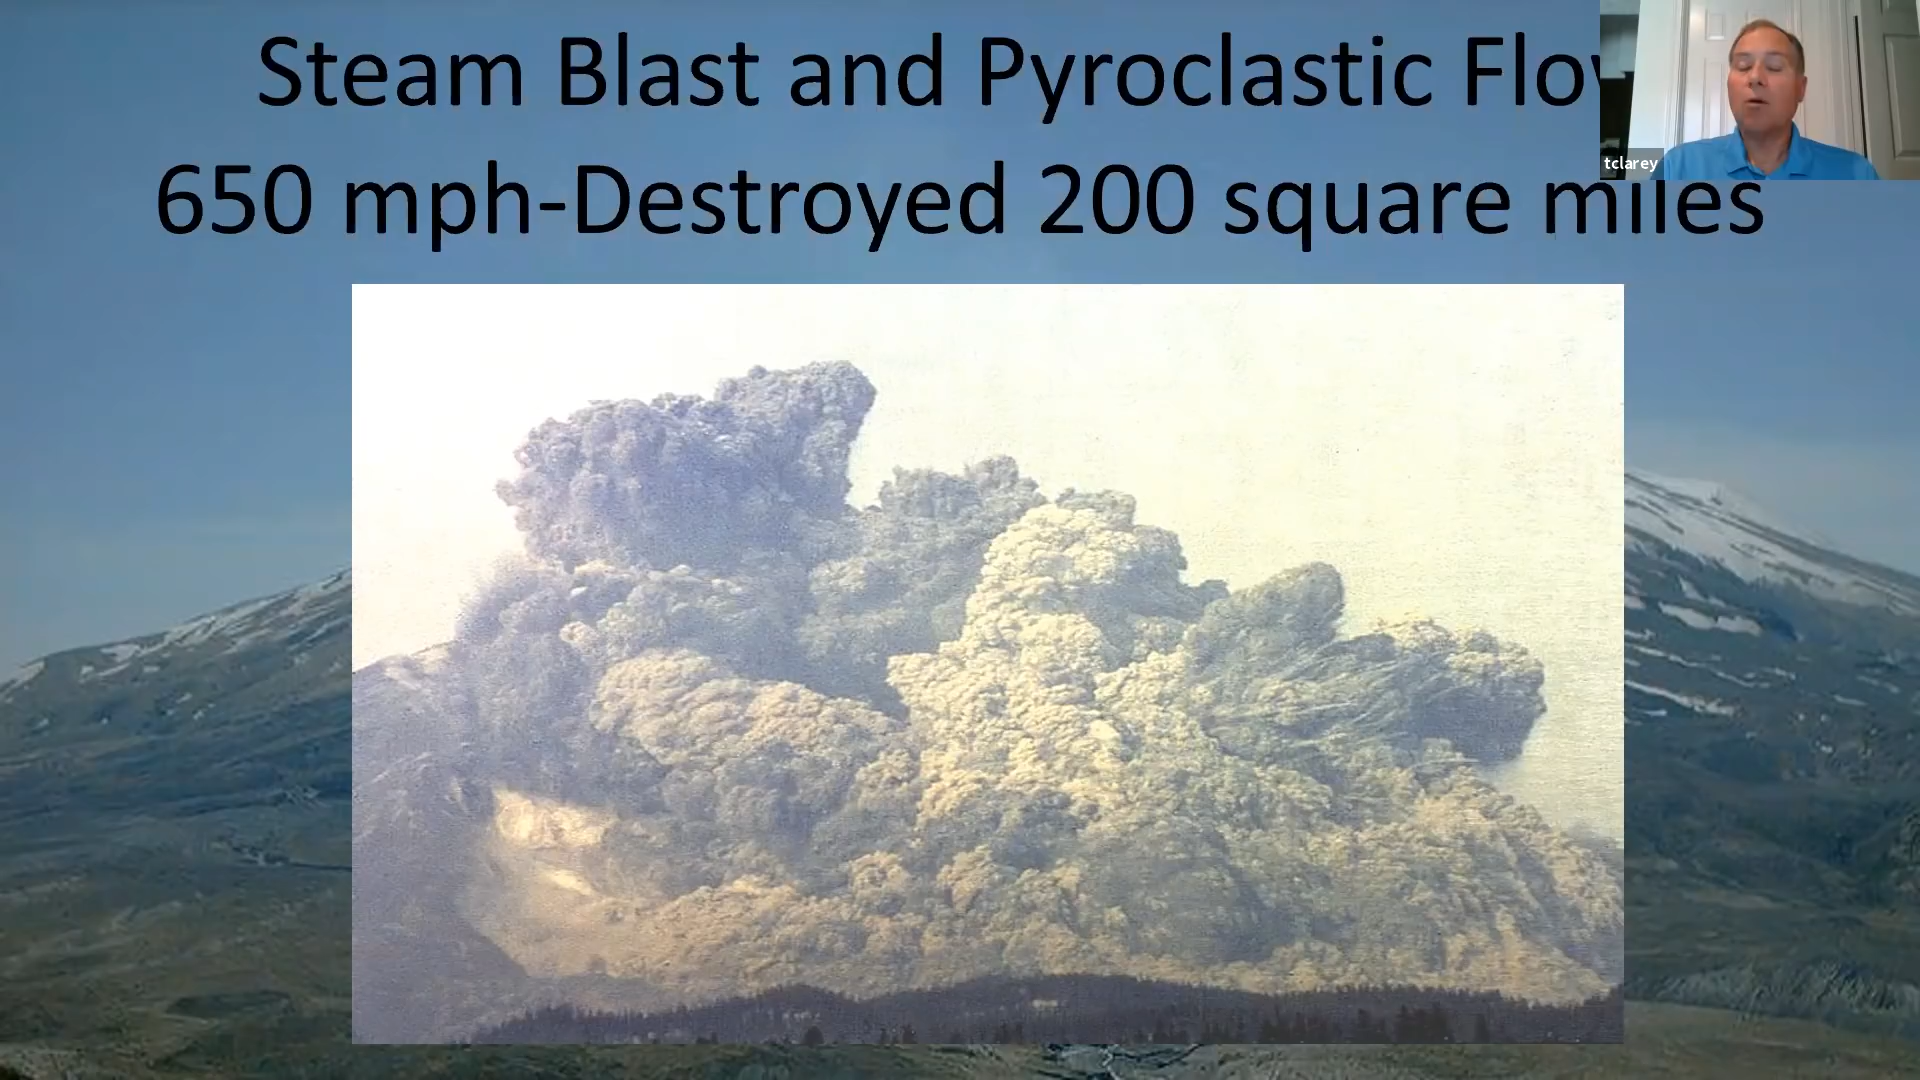 Steam Blast and Pyroclastic Flow
650 mph-Destroyed 200 square miles
tclarey